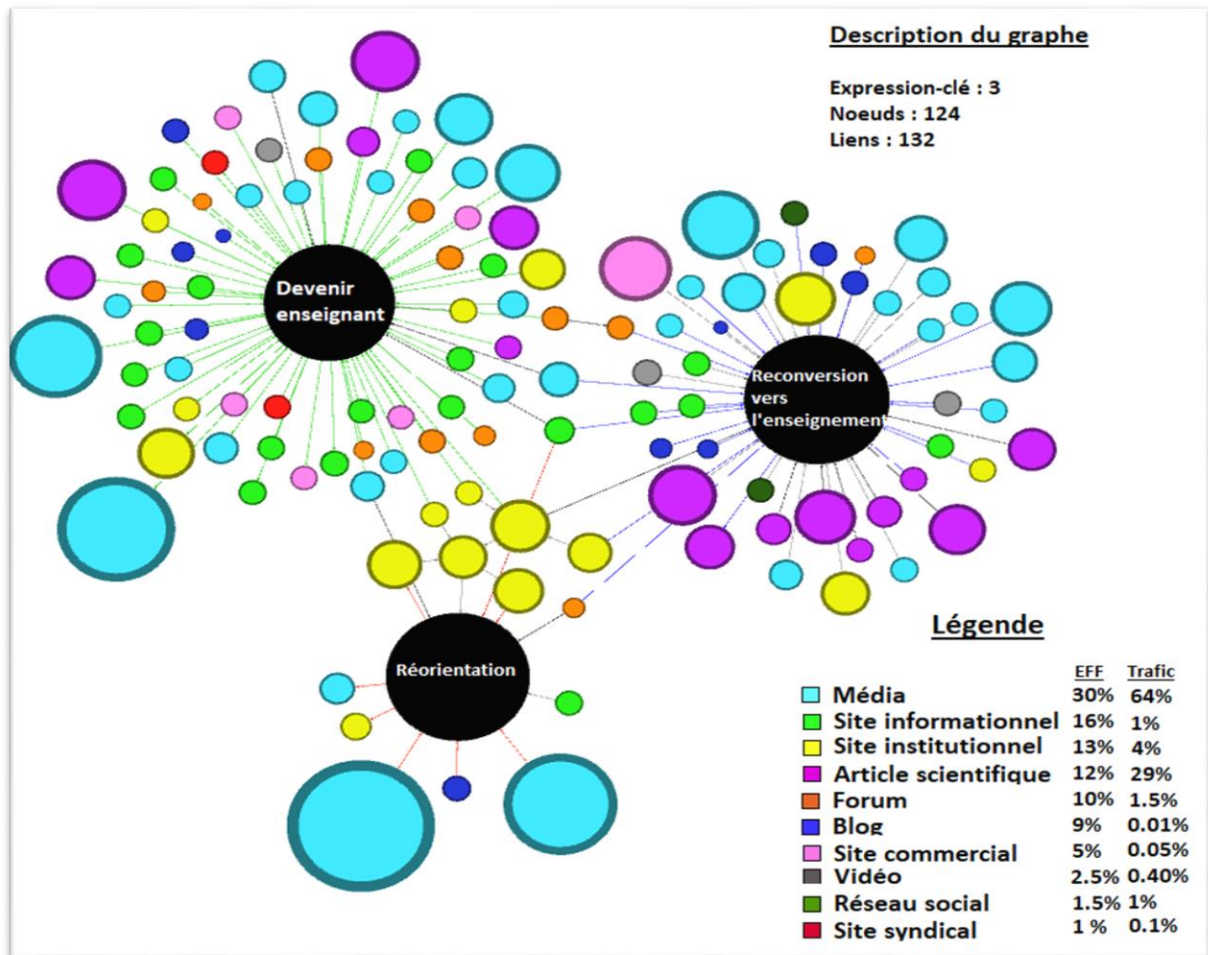 Description du graphe
Expression-clé : 3
Noeuds : 124
Liens : 132
Devenir
enseignant
Reconversion
vers
l'enseignement
Réorientation
Légende
EFF Trafic
Média 30% 64%
Site informationnel 16% 1%
Site institutionnel 13% 4%
Article scientifique 12% 29%
Forum 10% 1.5%
Blog 9% 0.01%
Site commercial 5% 0.05%
Vidéo 2.5% 0.40%
Réseau social 1.5% 1%
Site syndical 1 % 0.1%